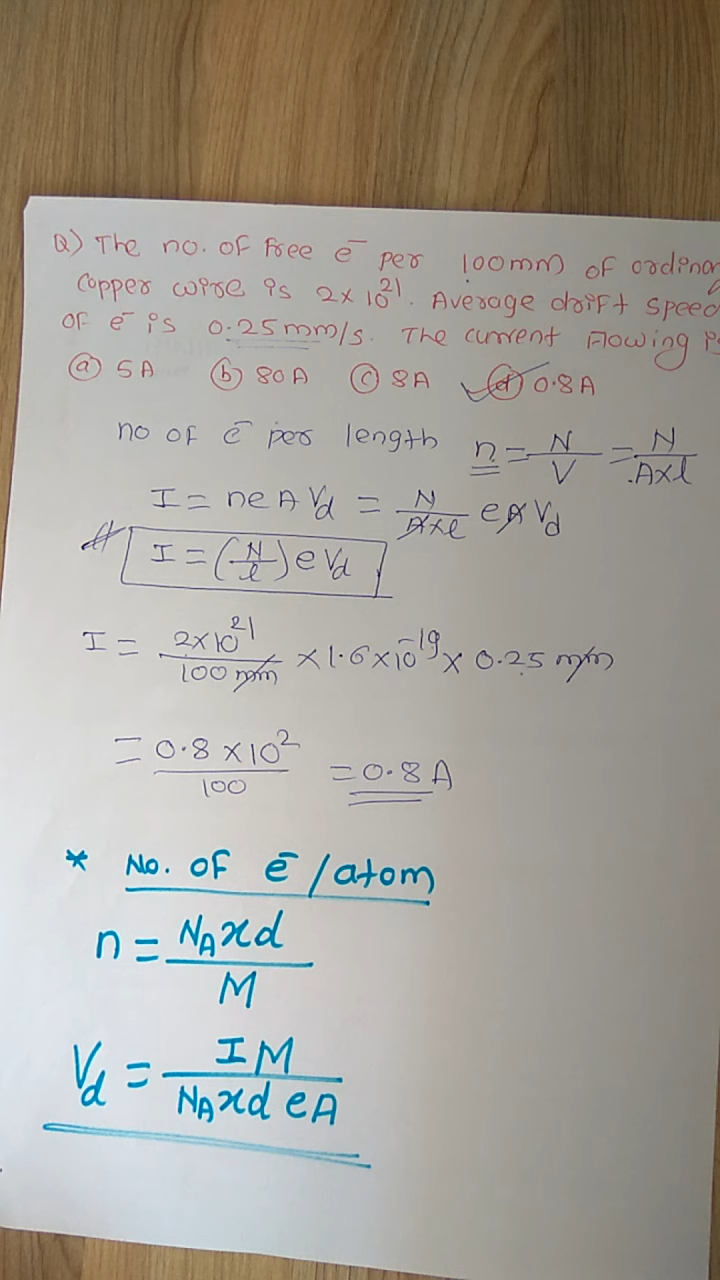 Q) The no. of free e⁻ per 100mm of ordinary
Copper wire is 2×10²¹. Average drift speed
of e⁻ is 0.25mm/s. The current flowing is
(a) 5A (b) 80A (c) 8A (d) 0.8A
no of e⁻ per length n = N/V = N/A×l
I = neAVd = N/A×l eAVd
# I = (N/l)eVd
I = 2×10²¹/100mm ×1.6×10⁻¹⁹× 0.25mm
= 0.8×10²/100 = 0.8A
* No. of e⁻/atom
n = NAxd/M
Vd = IM/NAxd eA